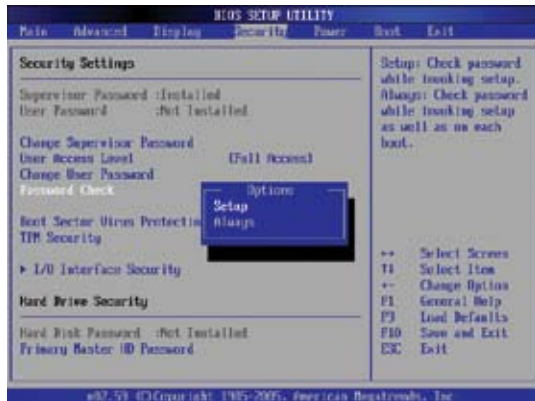 BIOS SETUP UTILITY
Main Advanced Display Security Power Boot Exit
Security Settings
Supervisor Password :Installed
User Password :Not Installed
Change Supervisor Password
User Access Level [Full Access]
Change User Password
Password Check
Boot Sector Virus Protectio
TPM Security
▶ I/O Interface Security
Hard Drive Security
Hard Disk Password :Not Installed
Primary Master HD Password
Options
Setup
Always
Setup: Check password
while invoking setup.
Always: Check password
while invoking setup
as well as on each
boot.
↔ Select Screen
↑↓ Select Item
+- Change Option
F1 General Help
F9 Load Defaults
F10 Save and Exit
ESC Exit
v02.59 (C)Copyright 1985-2005, American Megatrends, Inc